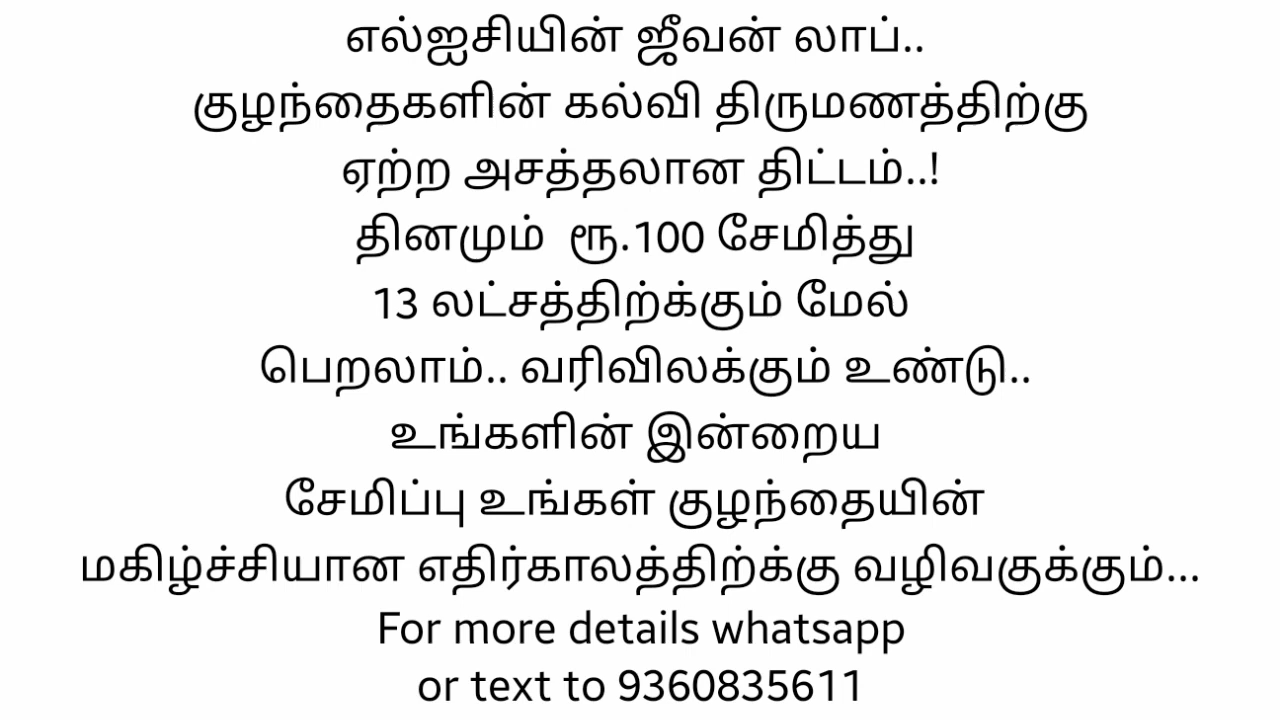 எல்ஐசியின் ஜீவன் லாப்..
குழந்தைகளின் கல்வி திருமணத்திற்கு
ஏற்ற அசத்தலான திட்டம்..!
தினமும்  ரூ.100 சேமித்து
13 லட்சத்திற்க்கும் மேல்
பெறலாம்.. வரிவிலக்கும் உண்டு..
உங்களின் இன்றைய
சேமிப்பு உங்கள் குழந்தையின்
மகிழ்ச்சியான எதிர்காலத்திற்க்கு வழிவகுக்கும்...
For more details whatsapp
or text to 9360835611